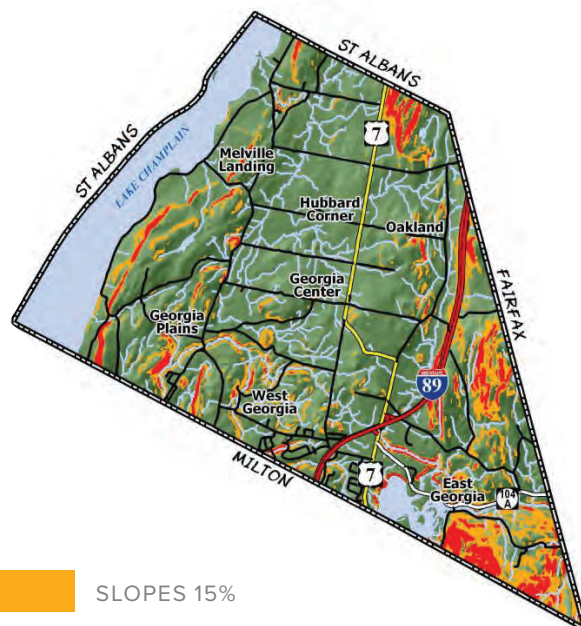 ST ALBANS
7
ST ALBANS
LAKE CHAMPLAIN
Melville
Landing
Hubbard
Corner
Oakland
Georgia
Center
FAIRFAX
Georgia
Plains
89
West
Georgia
MILTON
7
East
Georgia
104
A
SLOPES 15%